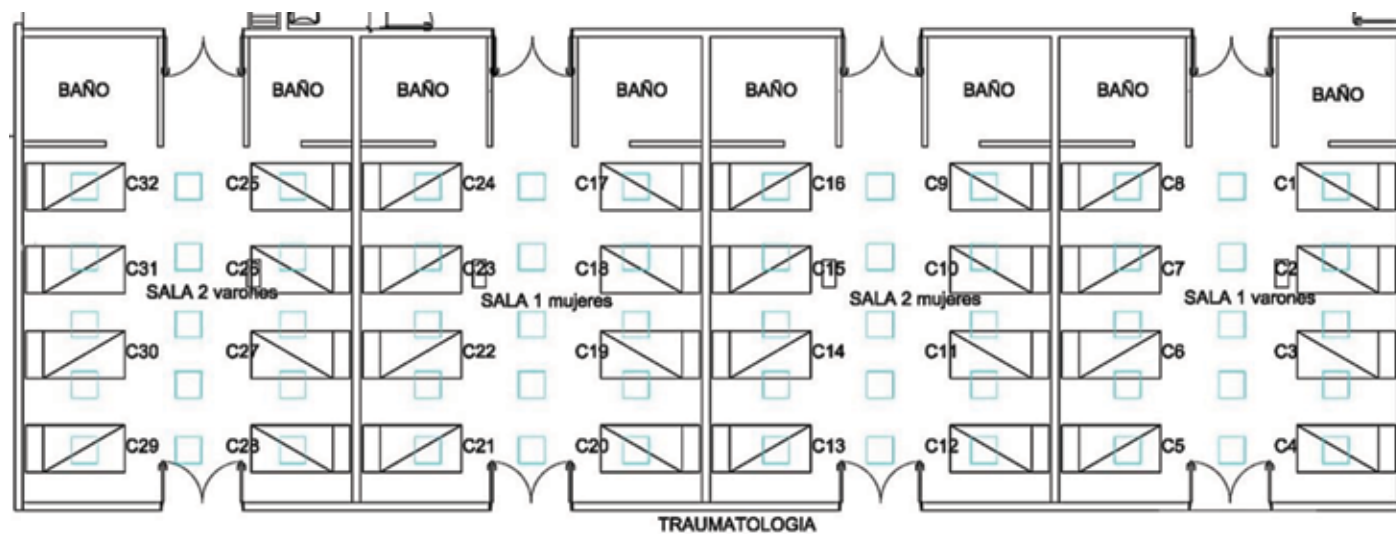 BAÑO BAÑO BAÑO BAÑO BAÑO BAÑO BAÑO BAÑO
C32 C25 C24 C17 C16 C9 C8 C1
C31 C26 C23 C18 C15 C10 C7 C2
SALA 2 varones SALA 1 mujeres SALA 2 mujeres SALA 1 varones
C30 C27 C22 C19 C14 C11 C6 C3
C29 C28 C21 C20 C13 C12 C5 C4
TRAUMATOLOGIA